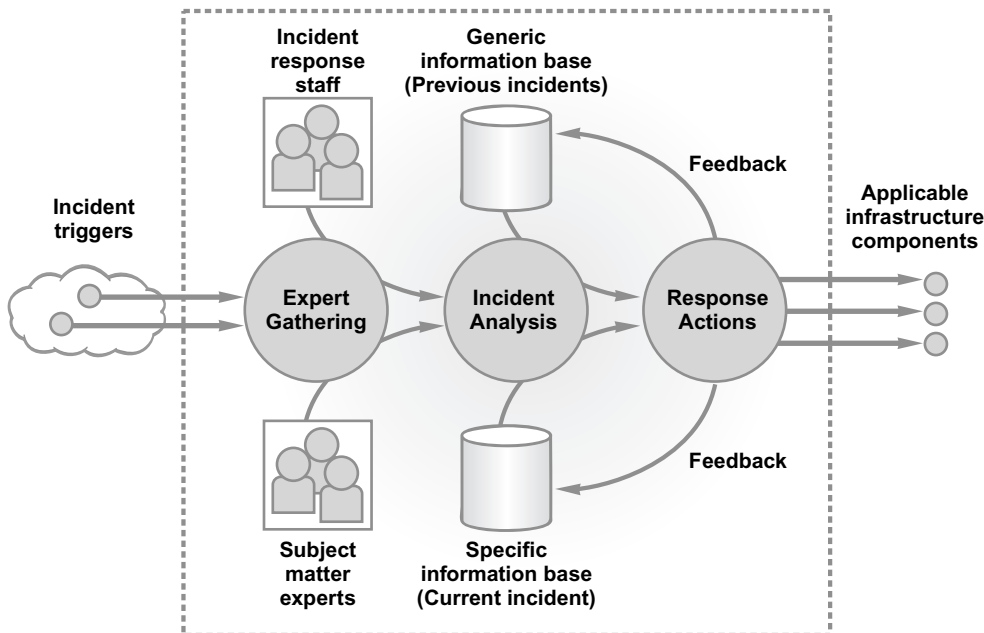 Incident
response
staff
Generic
information base
(Previous incidents)
Feedback
Incident
triggers
Applicable
infrastructure
components
Expert
Gathering
Incident
Analysis
Response
Actions
Feedback
Subject
matter
experts
Specific
information base
(Current incident)